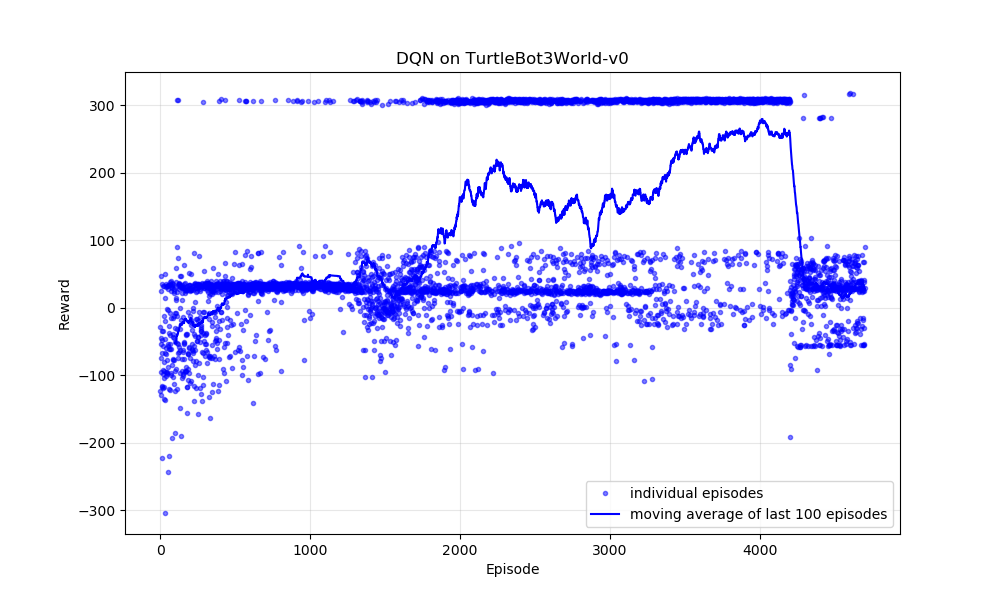 DQN on TurtleBot3World-v0
300
200
100
0
−100
−200
−300
Reward
0
1000
2000
3000
4000
Episode
individual episodes
moving average of last 100 episodes